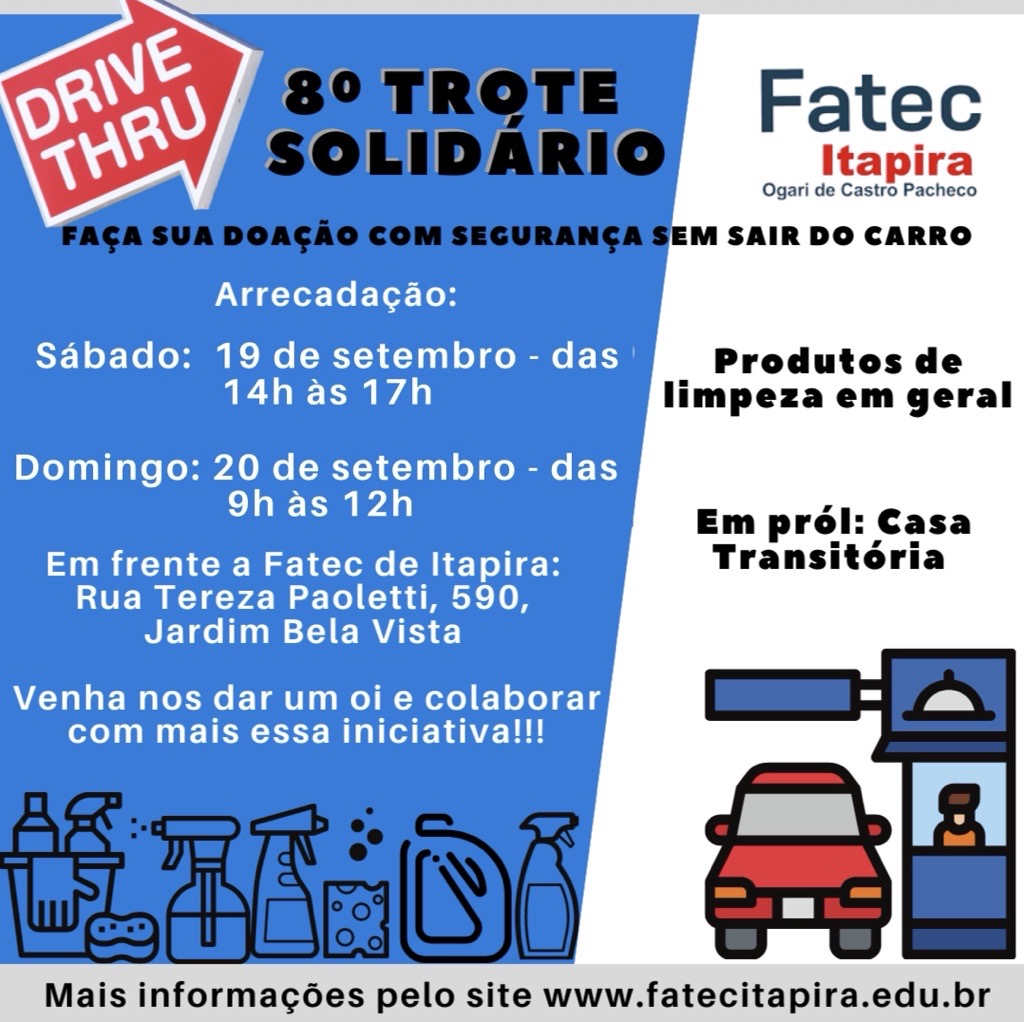 DRIVE
THRU
8º TROTE
SOLIDÁRIO
Fatec
Itapira
Ogari de Castro Pacheco
FAÇA SUA DOAÇÃO COM SEGURANÇA SEM SAIR DO CARRO
Arrecadação:
Sábado: 19 de setembro - das
14h às 17h
Domingo: 20 de setembro - das
9h às 12h
Em frente a Fatec de Itapira:
Rua Tereza Paoletti, 590,
Jardim Bela Vista
Venha nos dar um oi e colaborar
com mais essa iniciativa!!!
Produtos de
limpeza em geral
Em pról: Casa
Transitória
Mais informações pelo site www.fatecitapira.edu.br